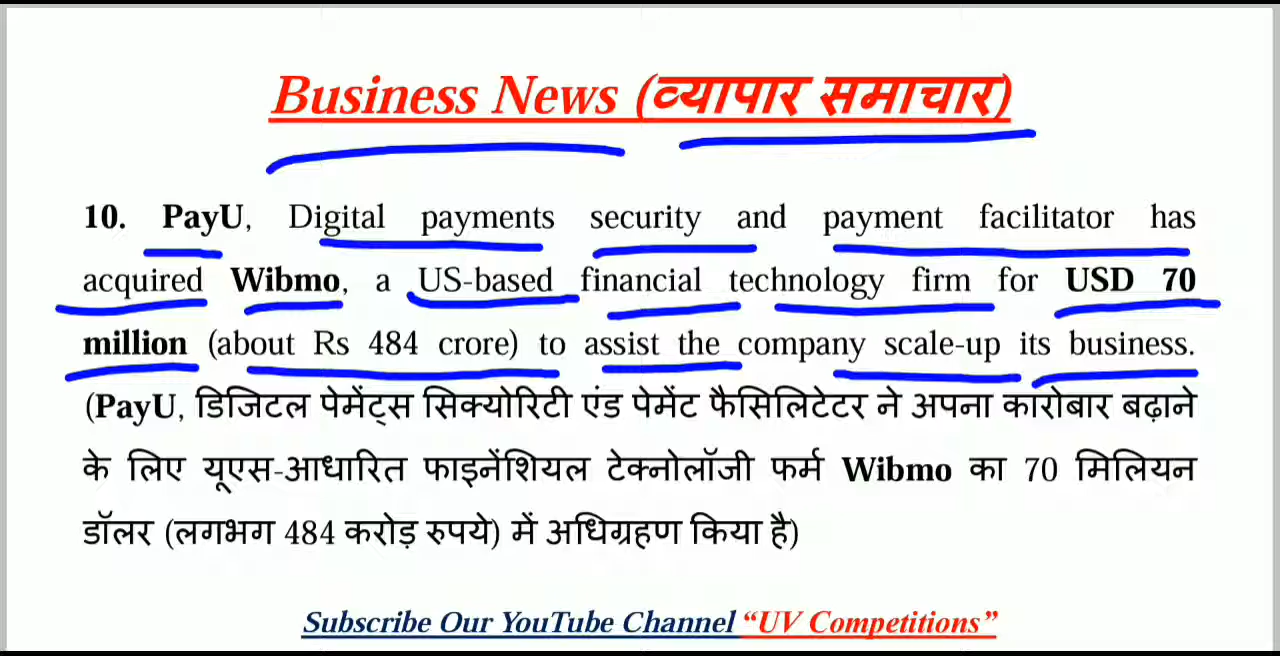 Business News (व्यापार समाचार)
10. PayU, Digital payments security and payment facilitator has
acquired Wibmo, a US-based financial technology firm for USD 70
million (about Rs 484 crore) to assist the company scale-up its business.
(PayU, डिजिटल पेमेंट्स सिक्योरिटी एंड पेमेंट फैसिलिटेटर ने अपना कारोबार बढ़ाने
के लिए यूएस-आधारित फाइनेंशियल टेक्नोलॉजी फर्म Wibmo का 70 मिलियन
डॉलर (लगभग 484 करोड़ रुपये) में अधिग्रहण किया है)
Subscribe Our YouTube Channel “UV Competitions”